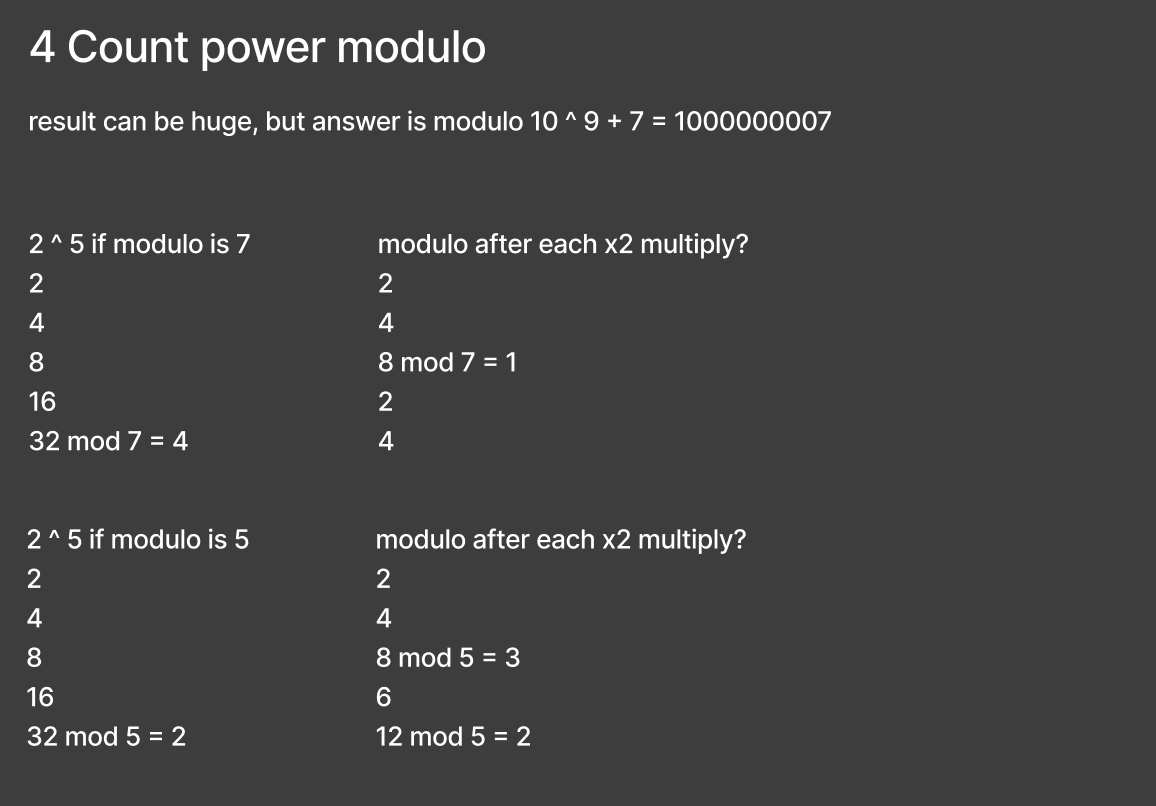 4 Count power modulo
result can be huge, but answer is modulo 10 ^ 9 + 7 = 1000000007
2 ^ 5 if modulo is 7
2
4
8
16
32 mod 7 = 4
modulo after each x2 multiply?
2
4
8 mod 7 = 1
2
4
2 ^ 5 if modulo is 5
2
4
8
16
32 mod 5 = 2
modulo after each x2 multiply?
2
4
8 mod 5 = 3
6
12 mod 5 = 2